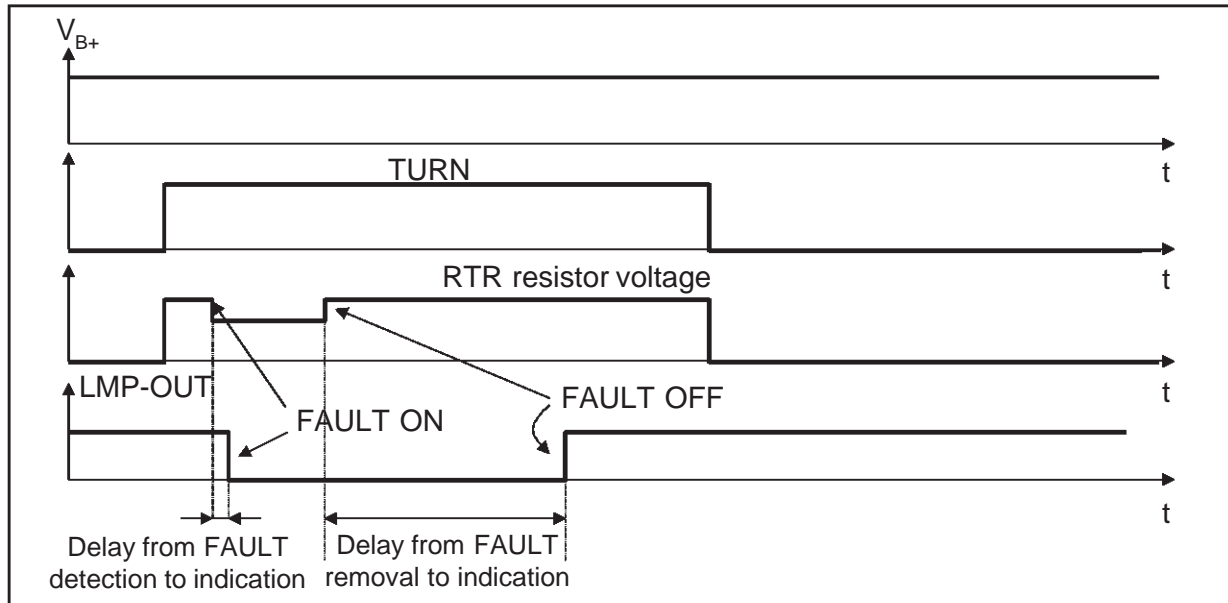 V_B+
t
TURN
t
RTR resistor voltage
t
LMP-OUT
FAULT ON
FAULT OFF
t
Delay from FAULT
detection to indication
Delay from FAULT
removal to indication